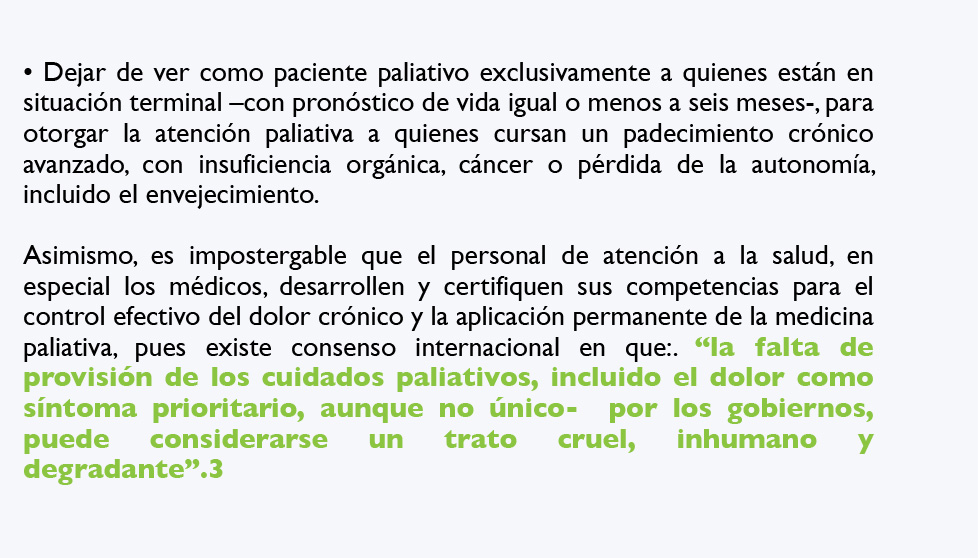 • Dejar de ver como paciente paliativo exclusivamente a quienes están en
situación terminal –con pronóstico de vida igual o menos a seis meses-, para
otorgar la atención paliativa a quienes cursan un padecimiento crónico
avanzado, con insuficiencia orgánica, cáncer o pérdida de la autonomía,
incluido el envejecimiento.
Asimismo, es impostergable que el personal de atención a la salud, en
especial los médicos, desarrollen y certifiquen sus competencias para el
control efectivo del dolor crónico y la aplicación permanente de la medicina
paliativa, pues existe consenso internacional en que:. “la falta de
provisión de los cuidados paliativos, incluido el dolor como
síntoma prioritario, aunque no único- por los gobiernos,
puede considerarse un trato cruel, inhumano y
degradante”.3